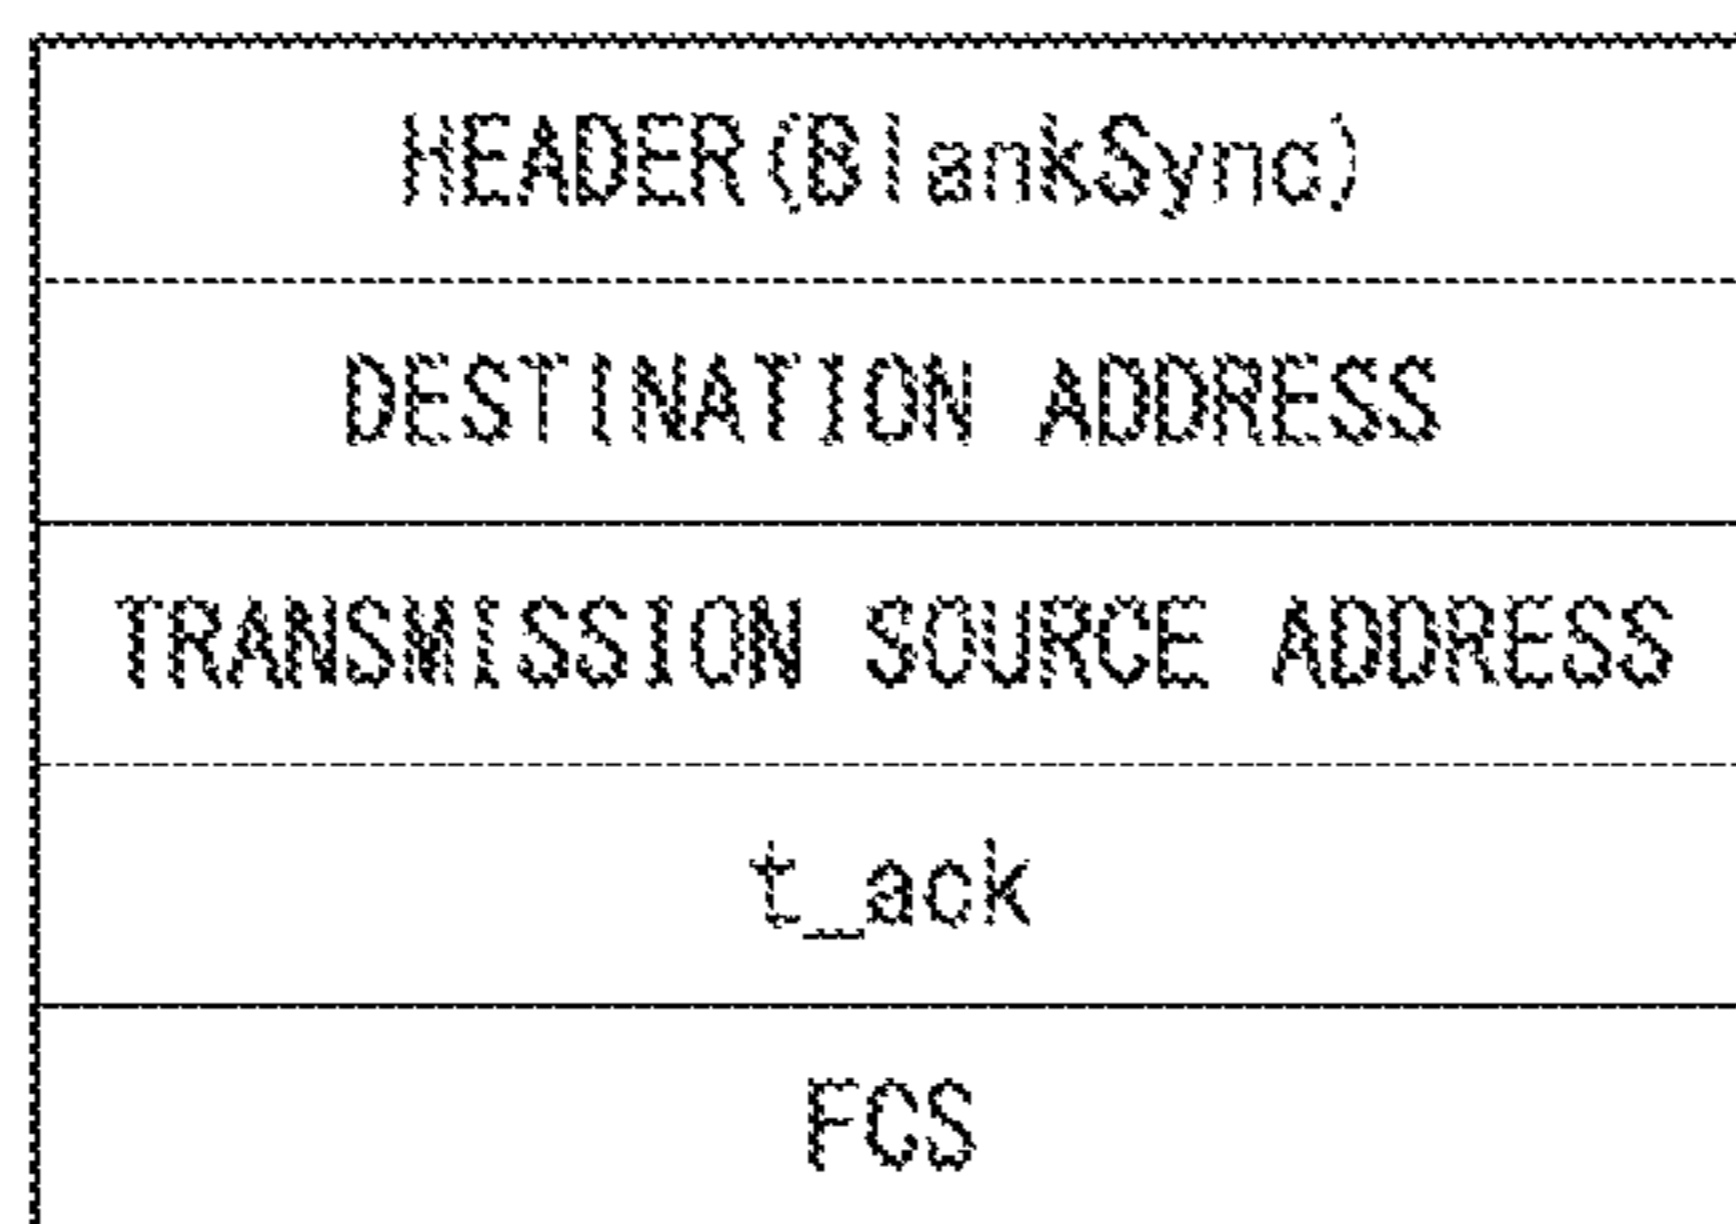 HEADER(BlankSync)
DESTINATION ADDRESS
TRANSMISSION SOURCE ADDRESS
t_ack
FCS